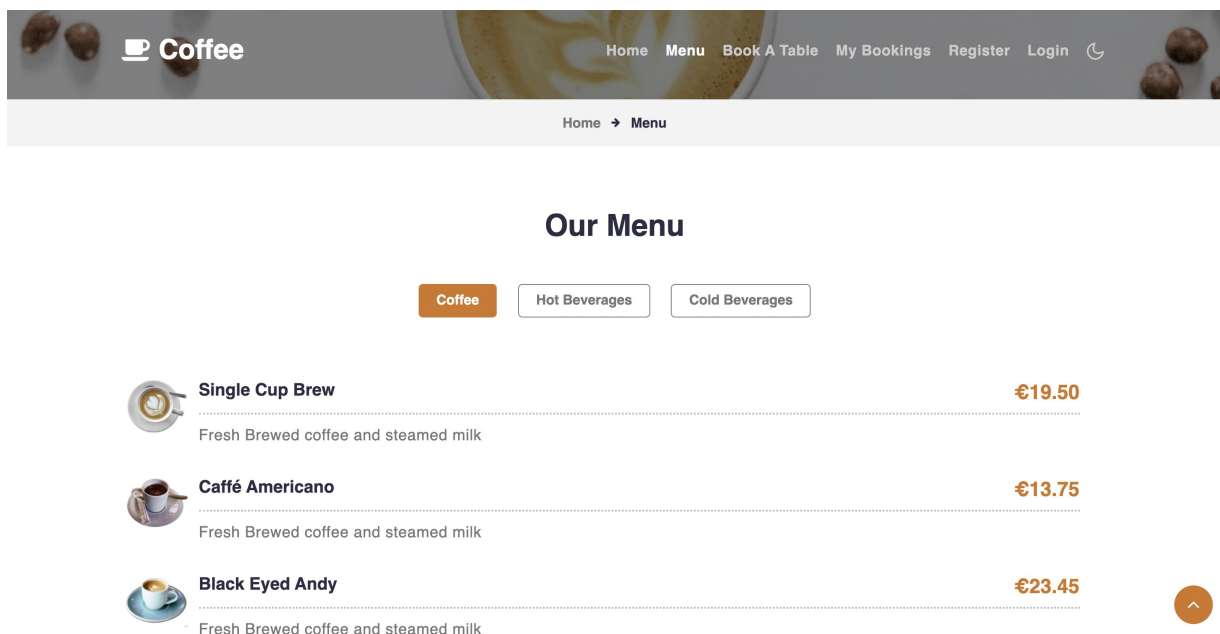 Coffee
Home Menu Book A Table My Bookings Register Login
Home → Menu
Our Menu
Coffee Hot Beverages Cold Beverages
Single Cup Brew €19.50
Fresh Brewed coffee and steamed milk
Caffé Americano €13.75
Fresh Brewed coffee and steamed milk
Black Eyed Andy €23.45
Fresh Brewed coffee and steamed milk